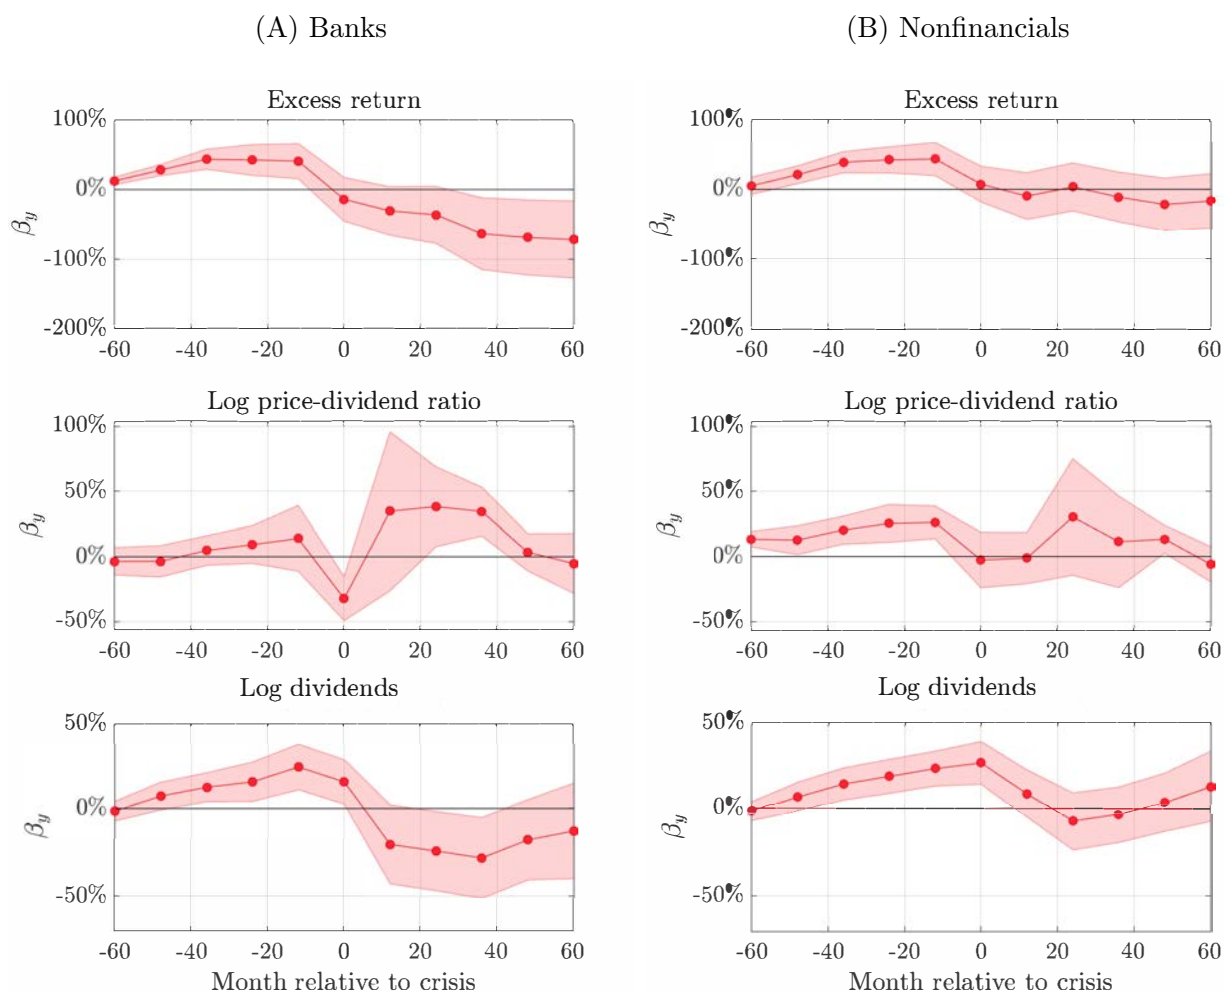 (A) Banks
Excess return
100%
0%
-100%
-200%
βy
-60 -40 -20 0 20 40 60
Log price-dividend ratio
100%
50%
0%
-50%
βy
-60 -40 -20 0 20 40 60
Log dividends
50%
0%
-50%
βy
-60 -40 -20 0 20 40 60
Month relative to crisis
(B) Nonfinancials
Excess return
100%
0%
-100%
-200%
βy
-60 -40 -20 0 20 40 60
Log price-dividend ratio
100%
50%
0%
-50%
βy
-60 -40 -20 0 20 40 60
Log dividends
50%
0%
-50%
βy
-60 -40 -20 0 20 40 60
Month relative to crisis